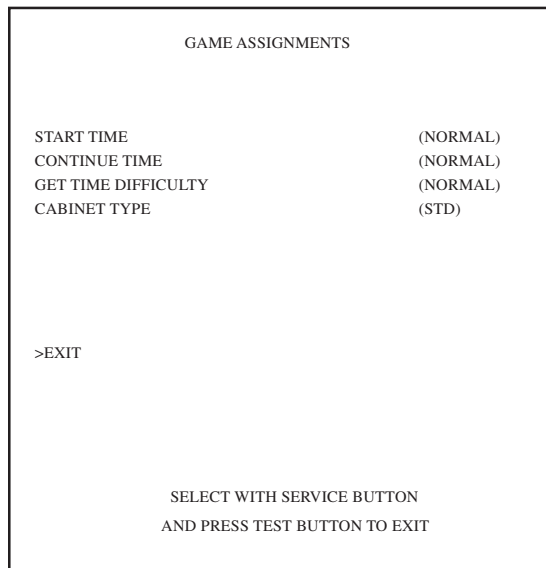 GAME ASSIGNMENTS
START TIME (NORMAL)
CONTINUE TIME (NORMAL)
GET TIME DIFFICULTY (NORMAL)
CABINET TYPE (STD)
>EXIT
SELECT WITH SERVICE BUTTON
AND PRESS TEST BUTTON TO EXIT